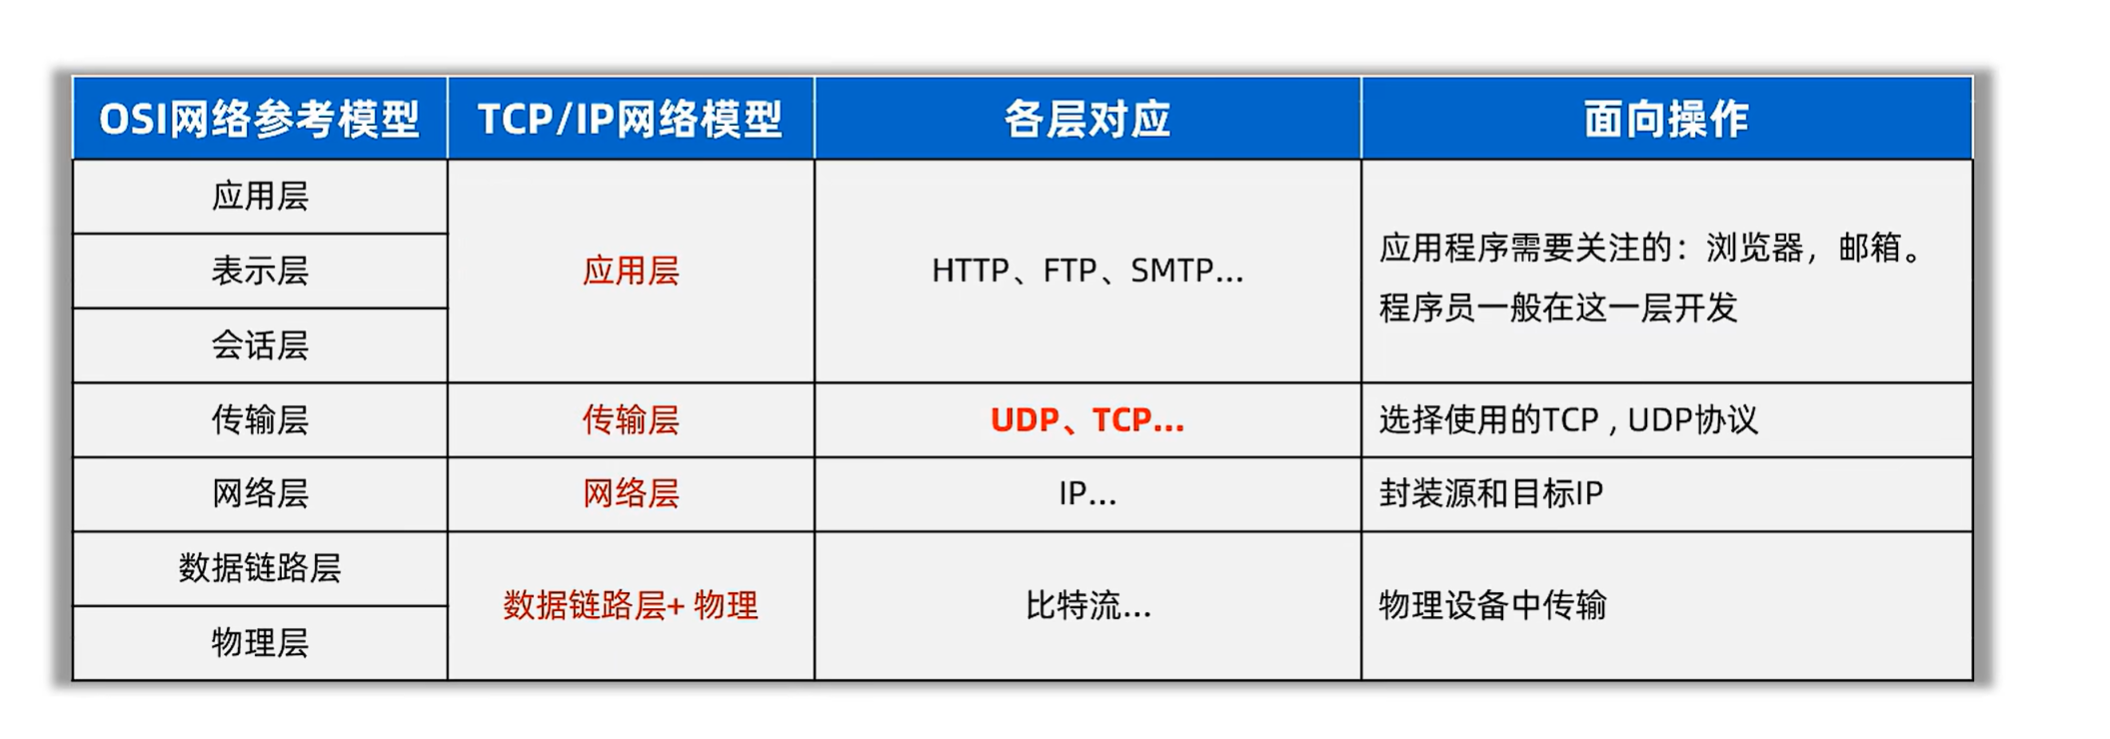 OSI网络参考模型 TCP/IP网络模型 各层对应 面向操作
应用层
表示层
会话层
应用层
HTTP、FTP、SMTP...
应用程序需要关注的：浏览器，邮箱。
程序员一般在这一层开发
传输层 传输层 UDP、TCP... 选择使用的TCP , UDP协议
网络层 网络层 IP... 封装源和目标IP
数据链路层
物理层
数据链路层+ 物理
比特流...
物理设备中传输